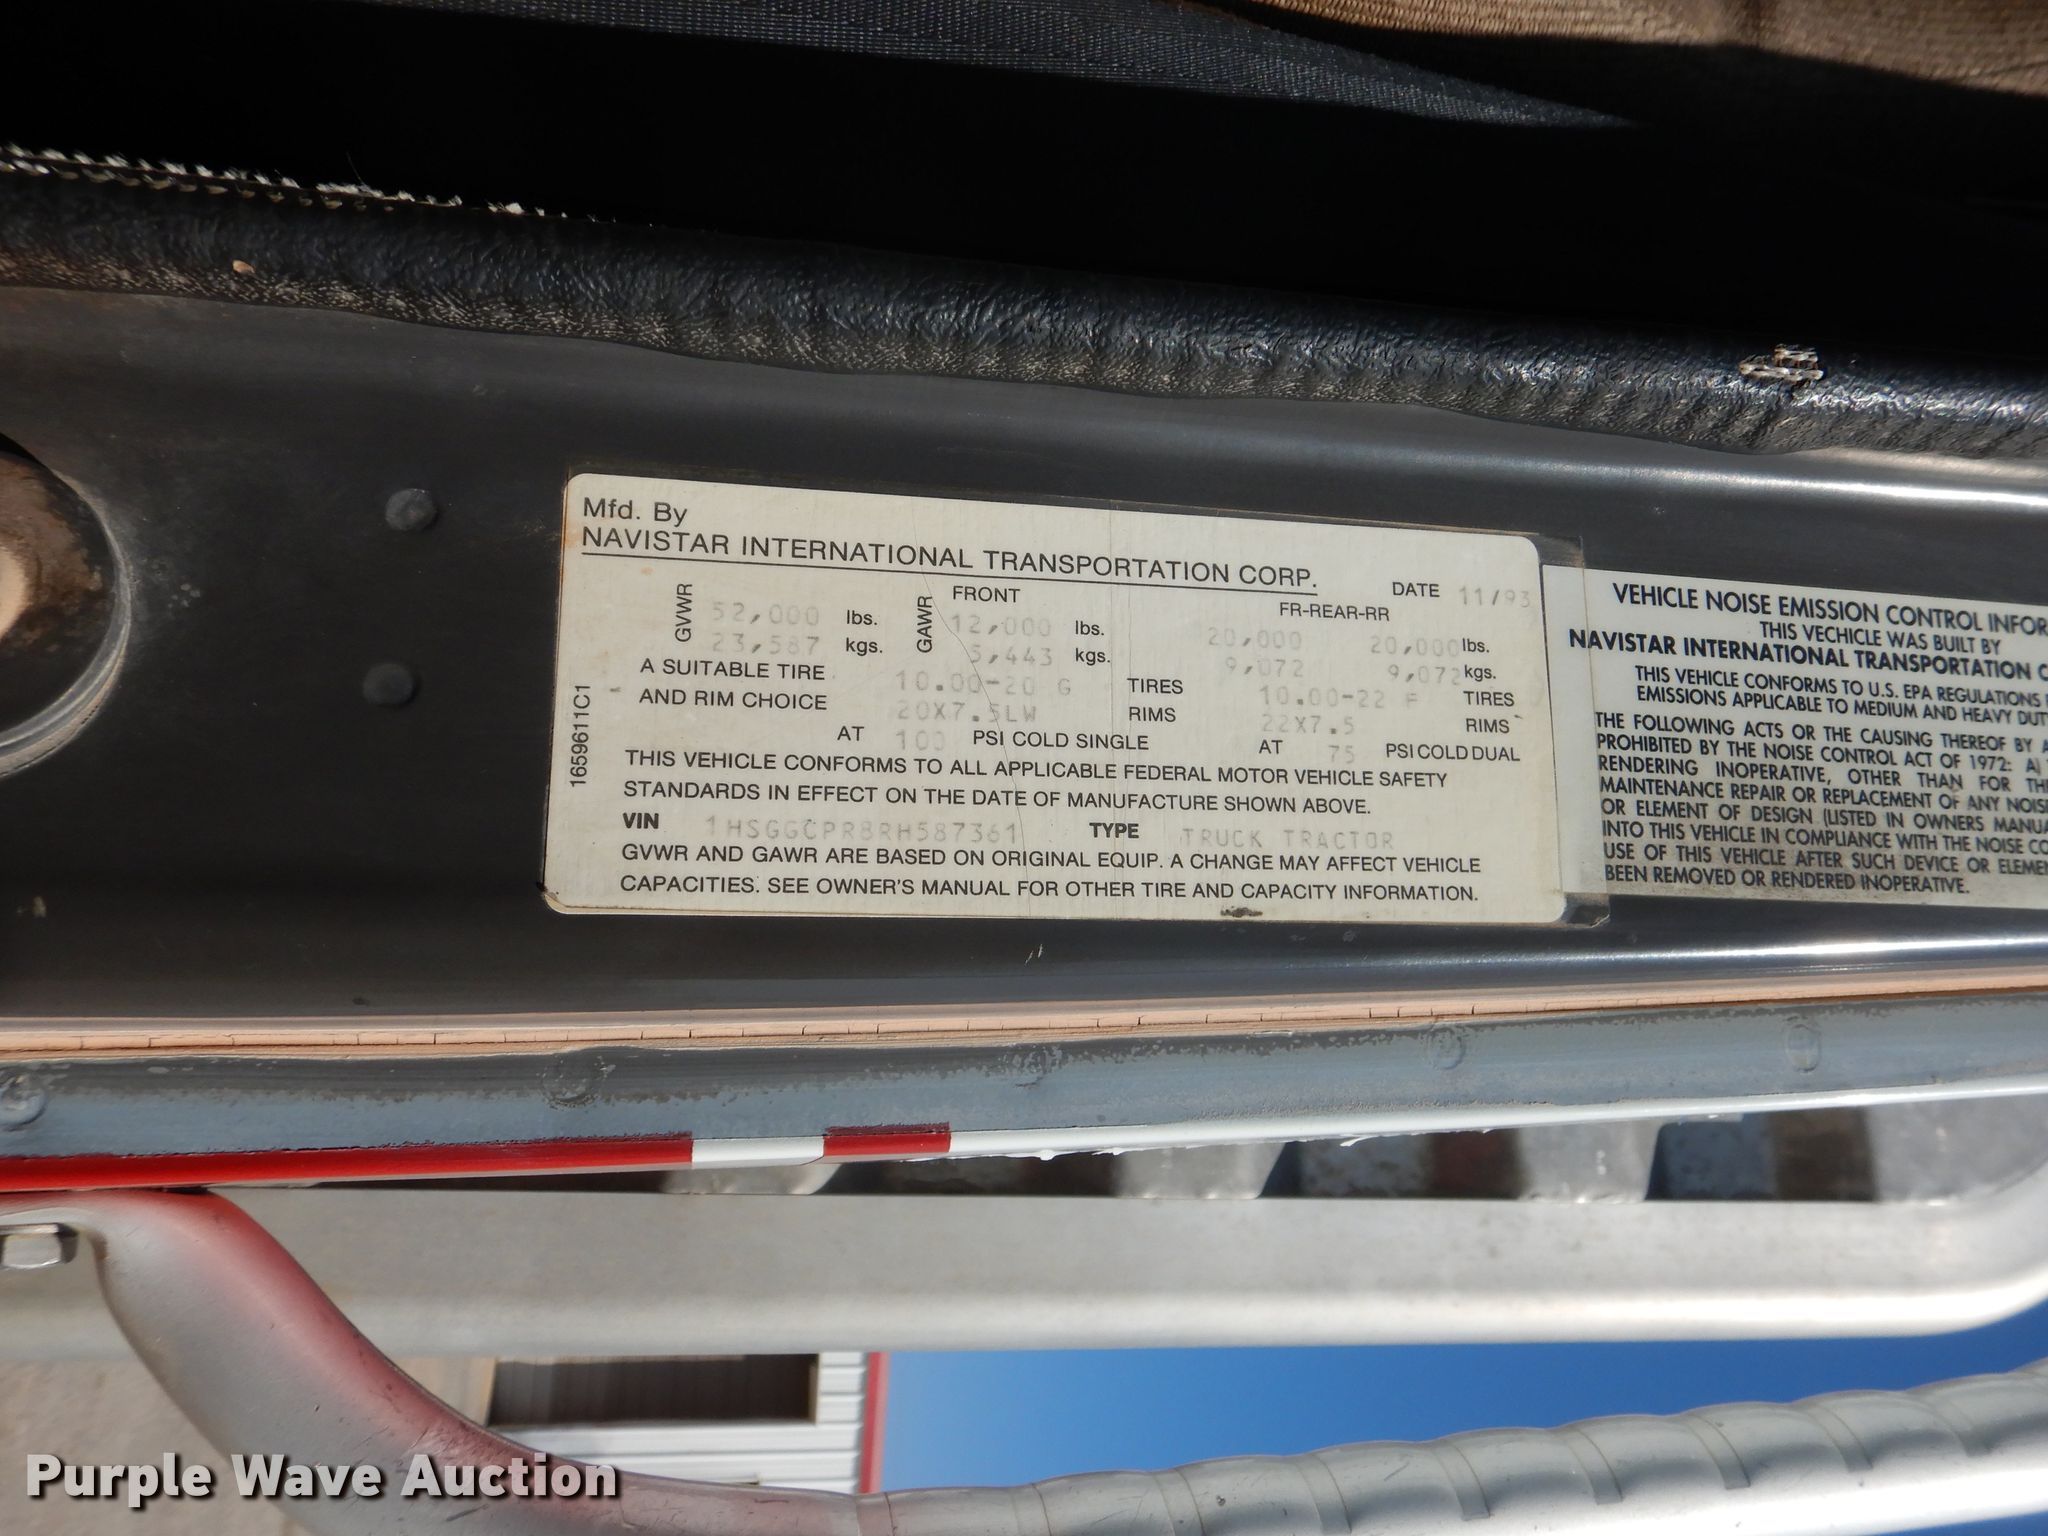 Mfd. By
NAVISTAR INTERNATIONAL TRANSPORTATION CORP.
DATE 11/93
GVWR 52,000 lbs. GAWR FRONT 12,000 lbs. FR-REAR-RR 20,000 20,000 lbs.
23,587 kgs. 5,443 kgs. 9,072 9,072 kgs.
A SUITABLE TIRE 10.00-20 G TIRES 10.00-22 F TIRES
AND RIM CHOICE 20X7.5LW RIMS 22X7.5 RIMS
AT 100 PSI COLD SINGLE AT 75 PSI COLD DUAL
THIS VEHICLE CONFORMS TO ALL APPLICABLE FEDERAL MOTOR VEHICLE SAFETY
STANDARDS IN EFFECT ON THE DATE OF MANUFACTURE SHOWN ABOVE.
VIN 1HSGGCPR8RH587361 TYPE TRUCK TRACTOR
GVWR AND GAWR ARE BASED ON ORIGINAL EQUIP. A CHANGE MAY AFFECT VEHICLE
CAPACITIES. SEE OWNER'S MANUAL FOR OTHER TIRE AND CAPACITY INFORMATION.
1659611C1
VEHICLE NOISE EMISSION CONTROL INFOR
THIS VECHICLE WAS BUILT BY
NAVISTAR INTERNATIONAL TRANSPORTATION C
THIS VEHICLE CONFORMS TO U.S. EPA REGULATIONS
EMISSIONS APPLICABLE TO MEDIUM AND HEAVY DUT
THE FOLLOWING ACTS OR THE CAUSING THEREOF BY A
PROHIBITED BY THE NOISE CONTROL ACT OF 1972: A)
RENDERING INOPERATIVE, OTHER THAN FOR THE
MAINTENANCE REPAIR OR REPLACEMENT OF ANY NOISE
OR ELEMENT OF DESIGN (LISTED IN OWNERS MANUA
INTO THIS VEHICLE IN COMPLIANCE WITH THE NOISE CO
USE OF THIS VEHICLE AFTER SUCH DEVICE OR ELEMEN
BEEN REMOVED OR RENDERED INOPERATIVE.
Purple Wave Auction